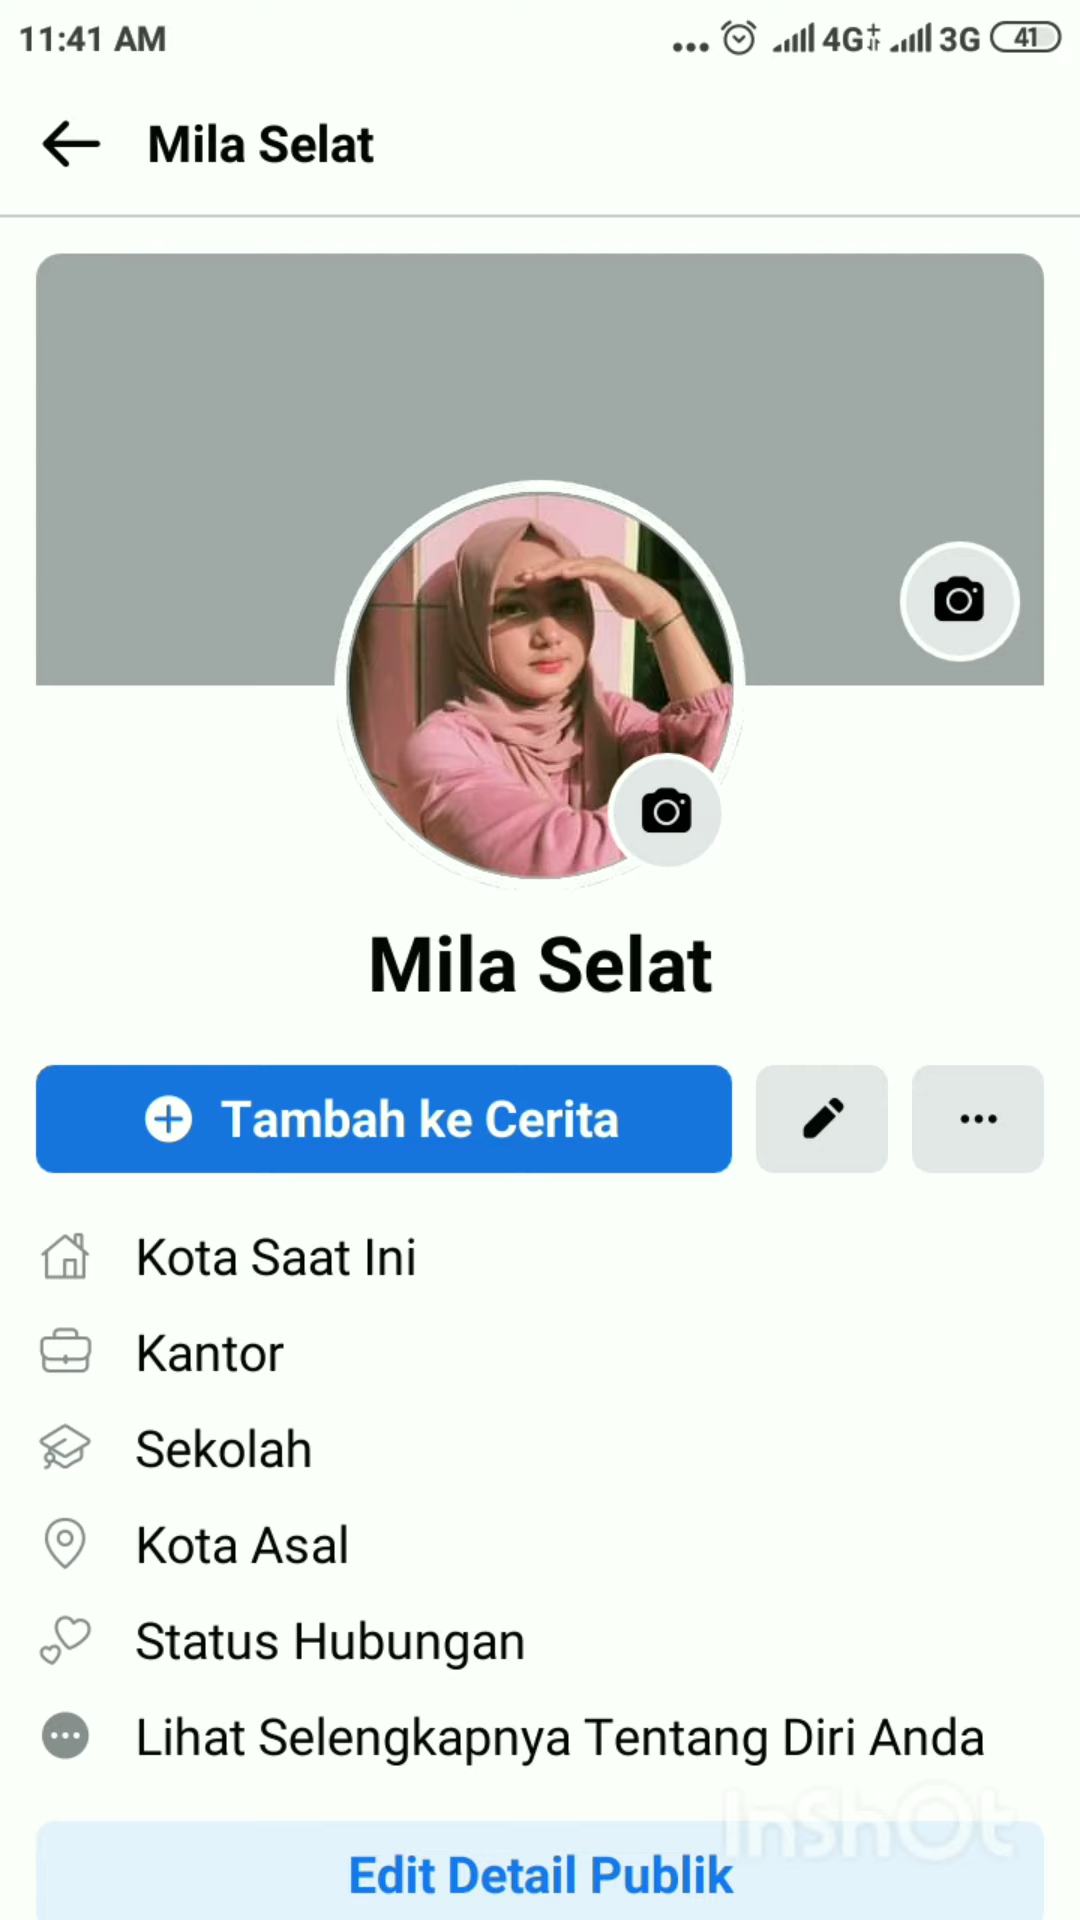 11:41 AM 4G+ 3G 41
Mila Selat
Mila Selat
Tambah ke Cerita
Kota Saat Ini
Kantor
Sekolah
Kota Asal
Status Hubungan
Lihat Selengkapnya Tentang Diri Anda
InShOt
Edit Detail Publik